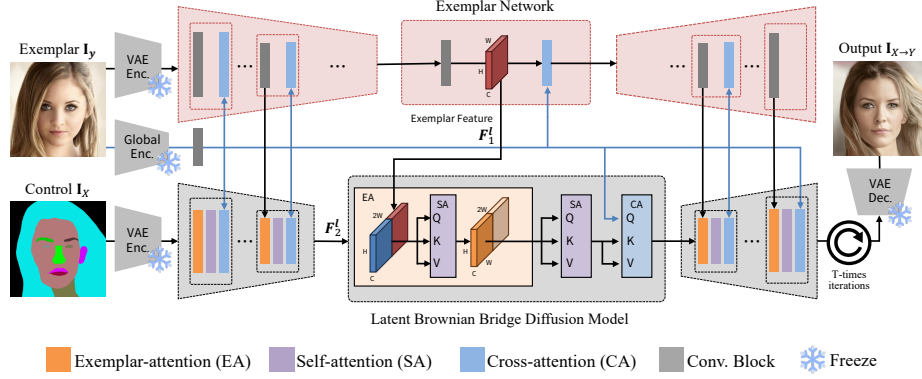 Exemplar Network
Exemplar I_y
VAE
Enc.
...
...
...
W
H
C
...
...
Output I_{X→Y}
Exemplar Feature
F_1^l
Global
Enc.
Control I_X
VAE
Enc.
...
F_2^l
EA
2W
H
C
SA
Q
K
V
2W
H
C
W
SA
Q
K
V
CA
Q
K
V
...
VAE
Dec.
T-times
iterations
Latent Brownian Bridge Diffusion Model
Exemplar-attention (EA)
Self-attention (SA)
Cross-attention (CA)
Conv. Block
Freeze